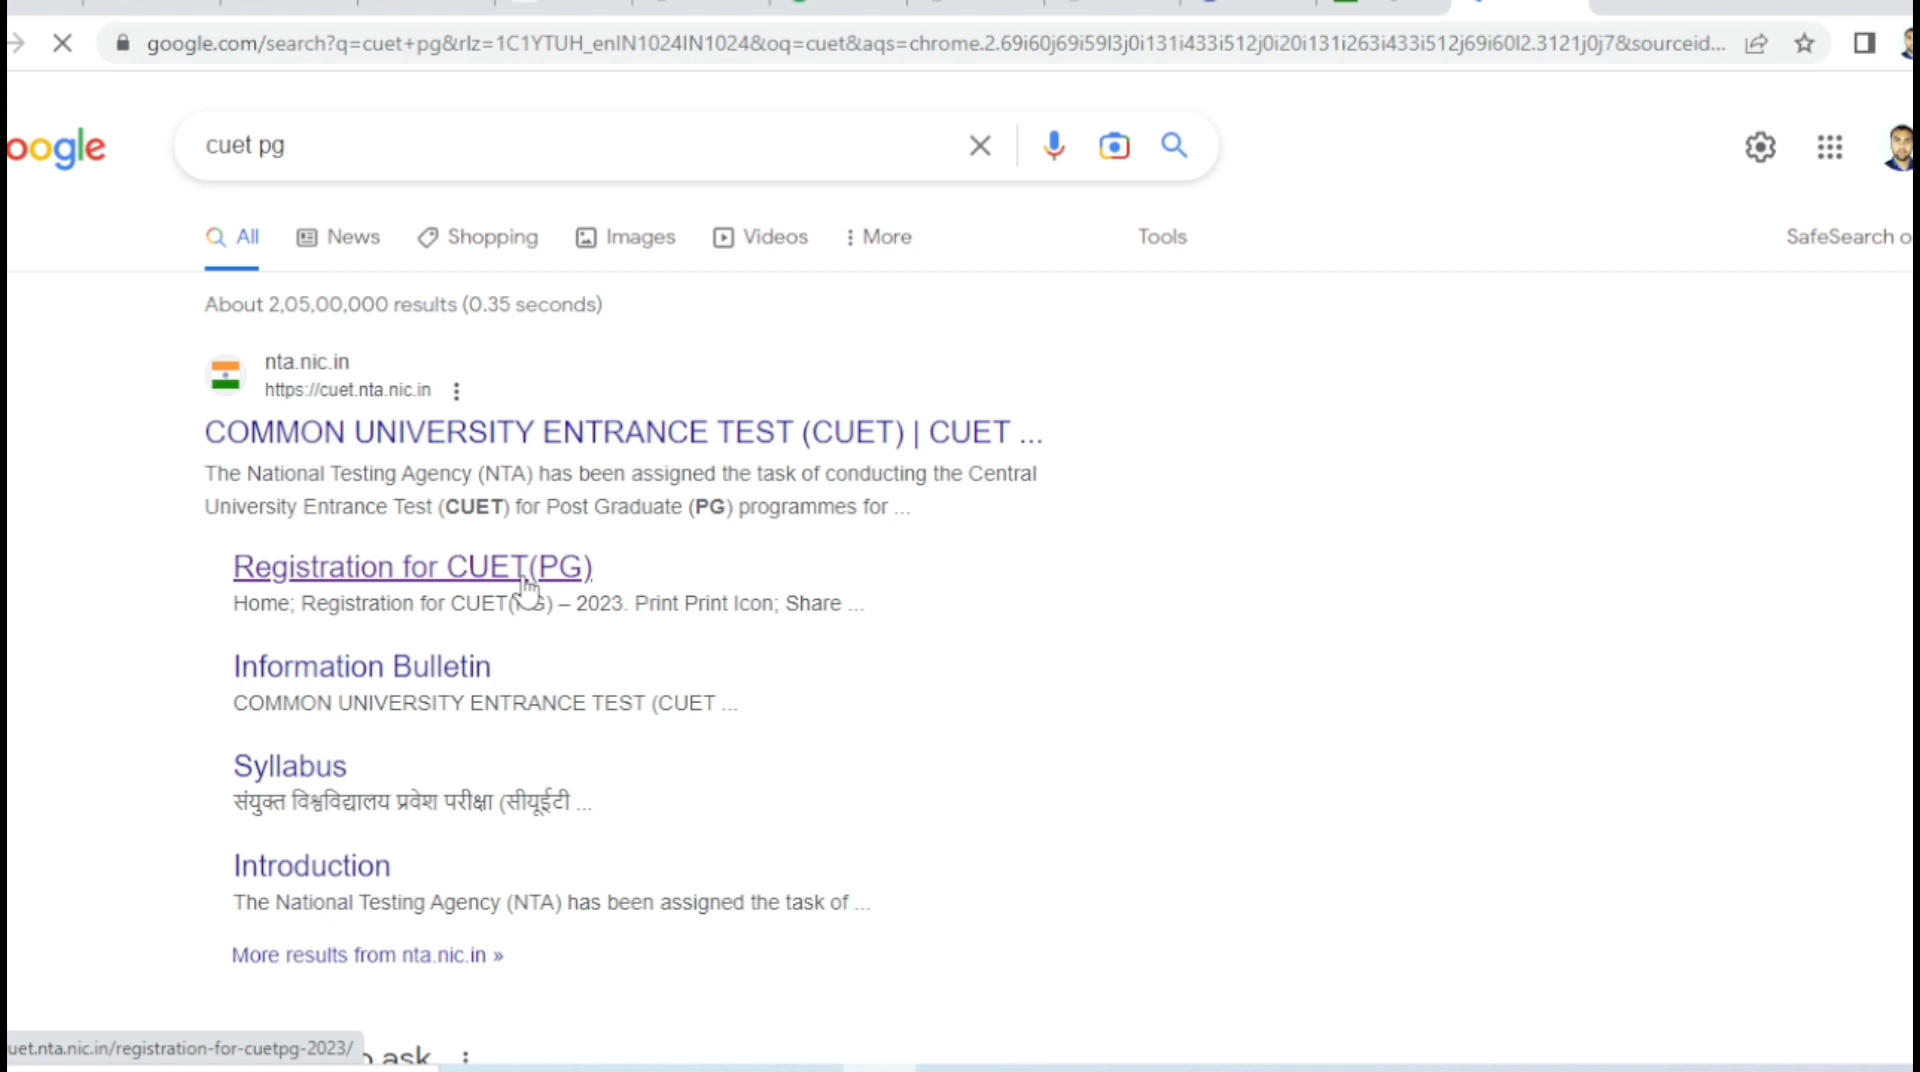 google.com/search?q=cuet+pg&rlz=1C1YTUH_enIN1024IN1024&oq=cuet&aqs=chrome.2.69i60j69i59l3j0i131i433i512j0i20i131i263i433i512j69i60l2.3121j0j7&sourceid...
oogle
cuet pg
All News Shopping Images Videos More Tools SafeSearch o
About 2,05,00,000 results (0.35 seconds)
nta.nic.in
https://cuet.nta.nic.in
COMMON UNIVERSITY ENTRANCE TEST (CUET) | CUET ...
The National Testing Agency (NTA) has been assigned the task of conducting the Central
University Entrance Test (CUET) for Post Graduate (PG) programmes for ...
Registration for CUET(PG)
Home; Registration for CUET(PG) – 2023. Print Print Icon; Share ...
Information Bulletin
COMMON UNIVERSITY ENTRANCE TEST (CUET ...
Syllabus
संयुक्त विश्वविद्यालय प्रवेश परीक्षा (सीयूईटी ...
Introduction
The National Testing Agency (NTA) has been assigned the task of ...
More results from nta.nic.in »
uet.nta.nic.in/registration-for-cuetpg-2023/
ask